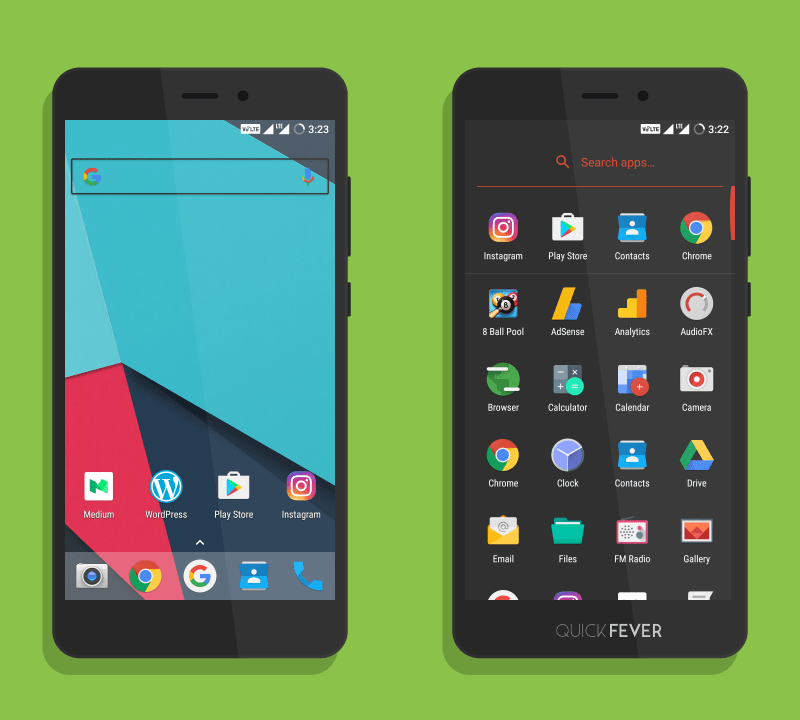 VoLTE LTE 3:23
Medium WordPress Play Store Instagram
VoLTE LTE 3:22
Search apps...
Instagram Play Store Contacts Chrome
8 Ball Pool AdSense Analytics AudioFX
Browser Calculator Calendar Camera
Chrome Clock Contacts Drive
Email Files FM Radio Gallery
QUICKFEVER